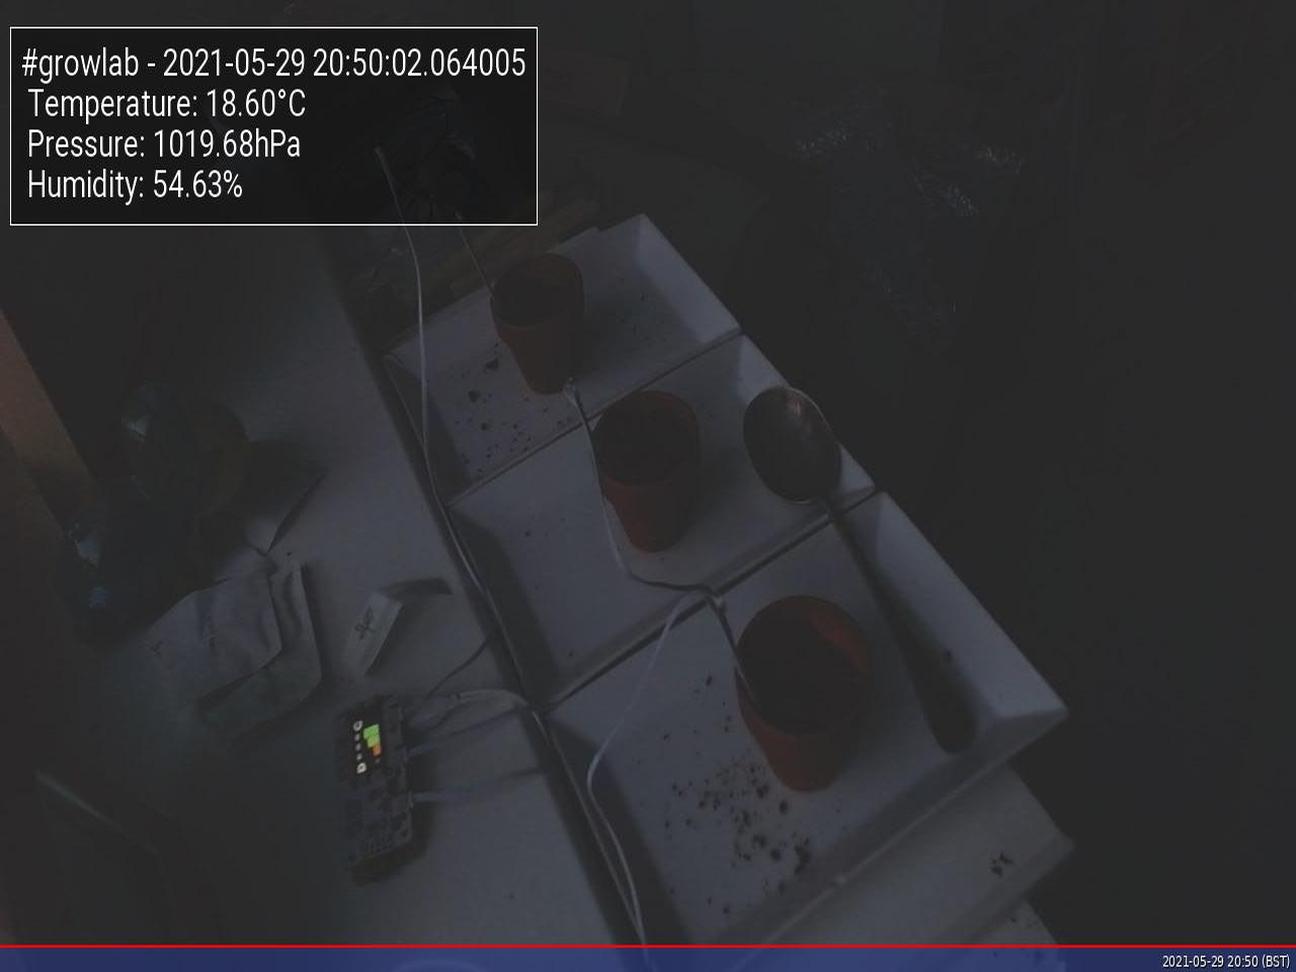 #growlab - 2021-05-29 20:50:02.064005
Temperature: 18.60°C
Pressure: 1019.68hPa
Humidity: 54.63%
2021-05-29 20:50 (BST)